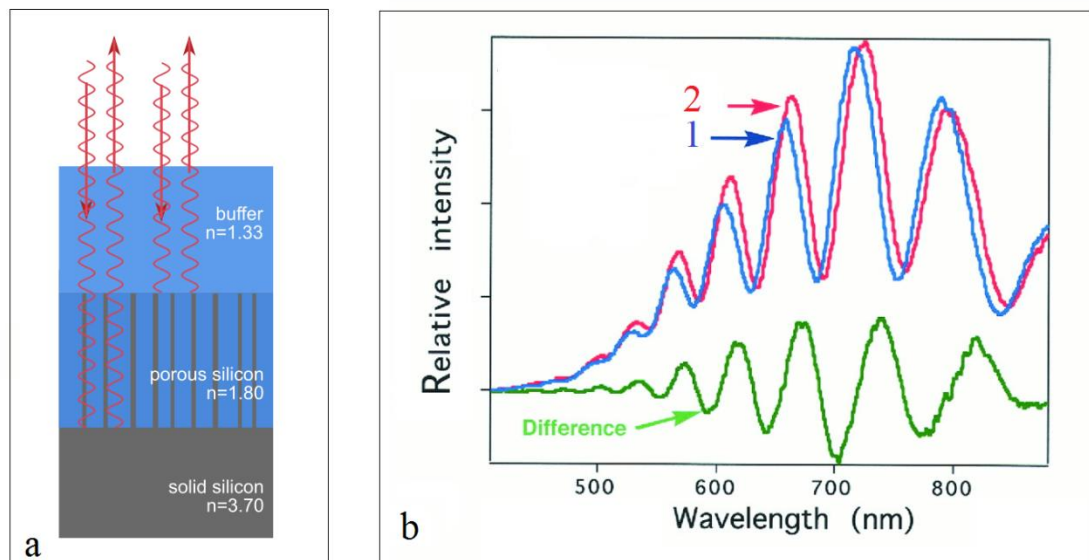 buffer
n=1.33
porous silicon
n=1.80
solid silicon
n=3.70
a
Relative intensity
2
1
Difference
500
600
700
800
Wavelength (nm)
b